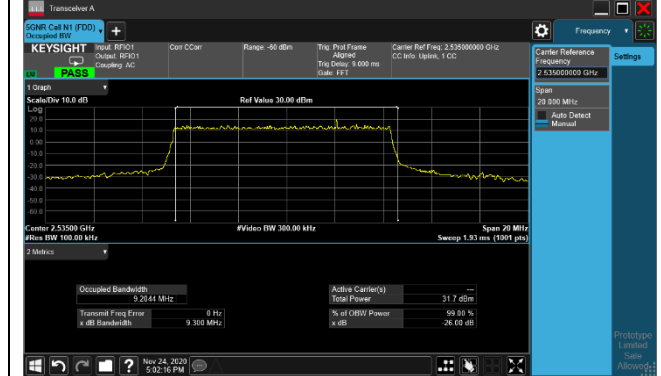 Transceiver A
5GNR Cell N1 (FDD)
Occupied BW
Frequency
KEYSIGHT
Input: RFIO1
Output: RFIO1
Coupling: AC
Corr CCorr
Range: -60 dBm
Trig: Prot Frame
Aligned
Trig Delay: 9.000 ms
Gate: FFT
Carrier Ref Freq: 2.535000000 GHz
CC Info: Uplink, 1 CC
PASS
Carrier Reference
Frequency
2.535000000 GHz
Settings
Span
20.000 MHz
Auto Detect
Manual
1 Graph
Scale/Div 10.0 dB
Ref Value 30.00 dBm
Log
20.0
10.0
0.00
-10.0
-20.0
-30.0
-40.0
-50.0
-60.0
Center 2.53500 GHz
#Video BW 300.00 kHz
Span 20 MHz
#Res BW 100.00 kHz
Sweep 1.93 ms (1001 pts)
2 Metrics
Occupied Bandwidth
9.2044 MHz
Active Carrier(s)
---
Total Power
31.7 dBm
Transmit Freq Error
0 Hz
% of OBW Power
99.00 %
x dB Bandwidth
9.300 MHz
x dB
-26.00 dB
Prototype
Limited
Sale
Allowed
?
Nov 24, 2020
5:02:16 PM